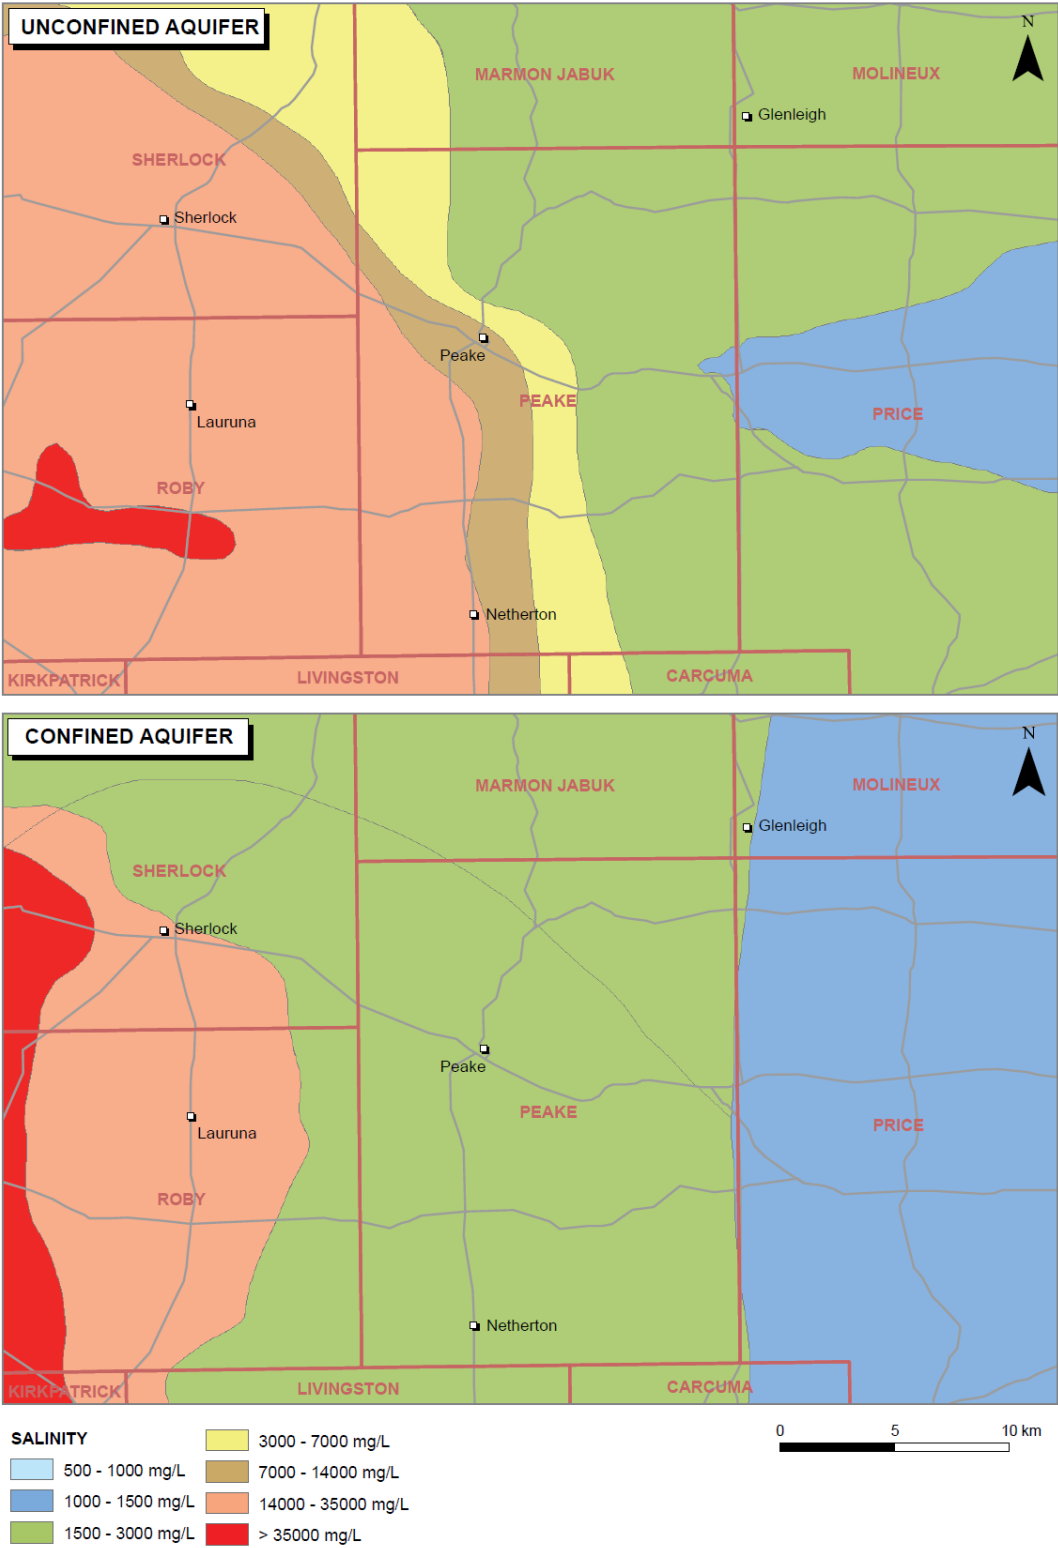 UNCONFINED AQUIFER
N
MARMON JABUK
MOLINEUX
Glenleigh
SHERLOCK
Sherlock
Peake
PEAKE
PRICE
Lauruna
ROBY
Netherton
KIRKPATRICK
LIVINGSTON
CARCUMA
CONFINED AQUIFER
N
MARMON JABUK
MOLINEUX
Glenleigh
SHERLOCK
Sherlock
Peake
PEAKE
PRICE
Lauruna
ROBY
Netherton
KIRKPATRICK
LIVINGSTON
CARCUMA
SALINITY
500 - 1000 mg/L
1000 - 1500 mg/L
1500 - 3000 mg/L
3000 - 7000 mg/L
7000 - 14000 mg/L
14000 - 35000 mg/L
> 35000 mg/L
0 5 10 km